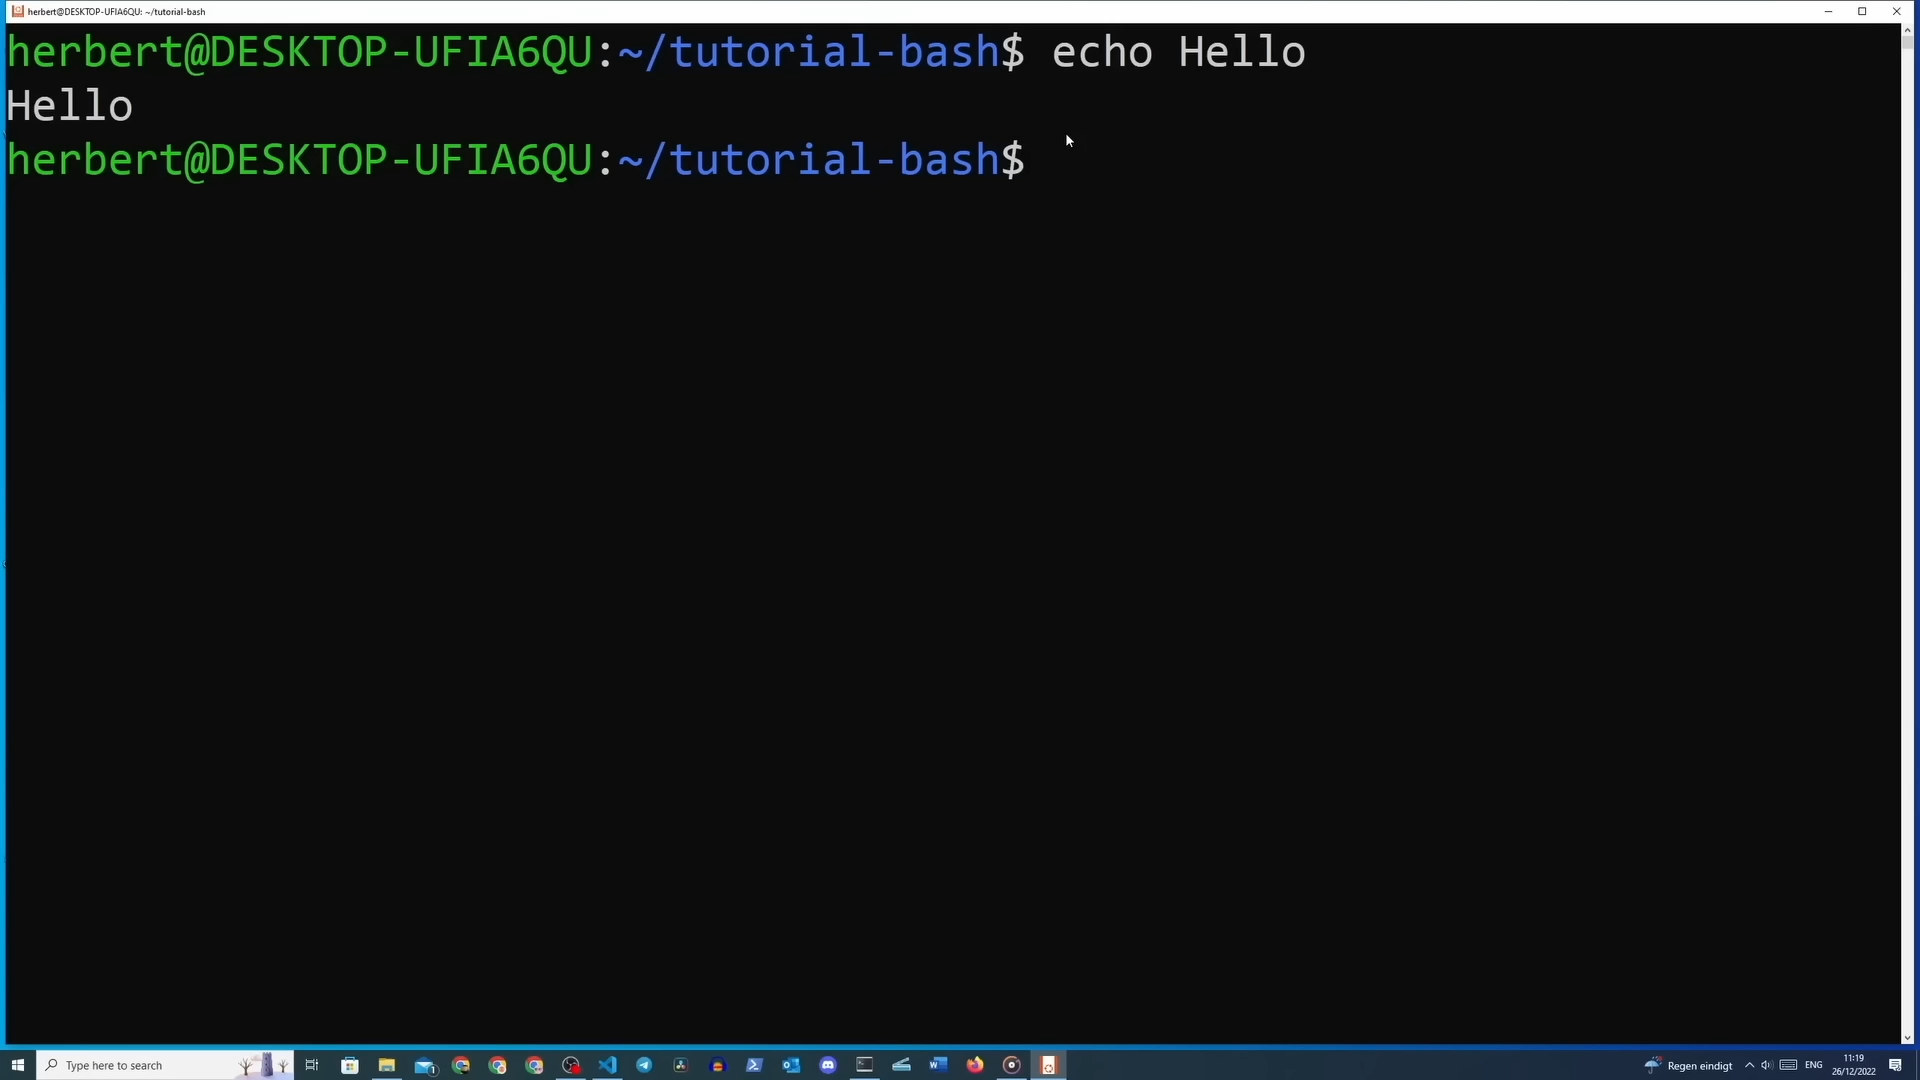 herbert@DESKTOP-UFIA6QU: ~/tutorial-bash
herbert@DESKTOP-UFIA6QU:~/tutorial-bash$ echo Hello
Hello
herbert@DESKTOP-UFIA6QU:~/tutorial-bash$
Type here to search
1
Regen eindigt
ENG
11:19
26/12/2022